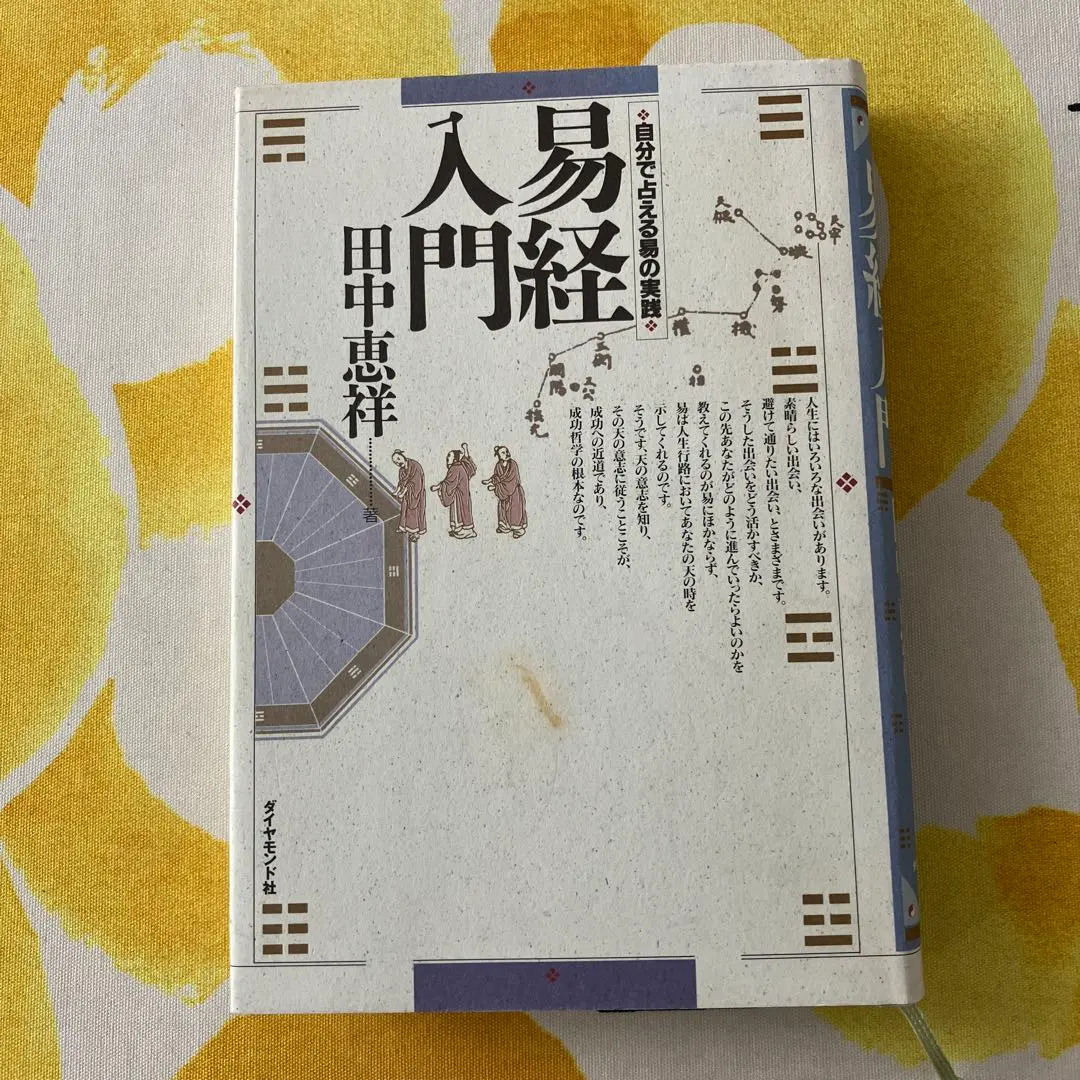 自分で占える易の実践
易経
入門
田中恵祥
著
人生にはいろいろな出会いがあります。
素晴らしい出会い、
避けて通りたい出会い、とさまざまです。
そうした出会いをどう活かすべきか、
この先あなたがどのように進んでいったらよいのかを
教えてくれるのが易にほかならず、
易は人生行路においてあなたの天の時を
示してくれるのです。
そうです、天の意志を知り、
その天の意志に従うことこそが、
成功への近道であり、
成功哲学の根本なのです。
権
機
相
開陽
ダイヤモンド社
易経入門